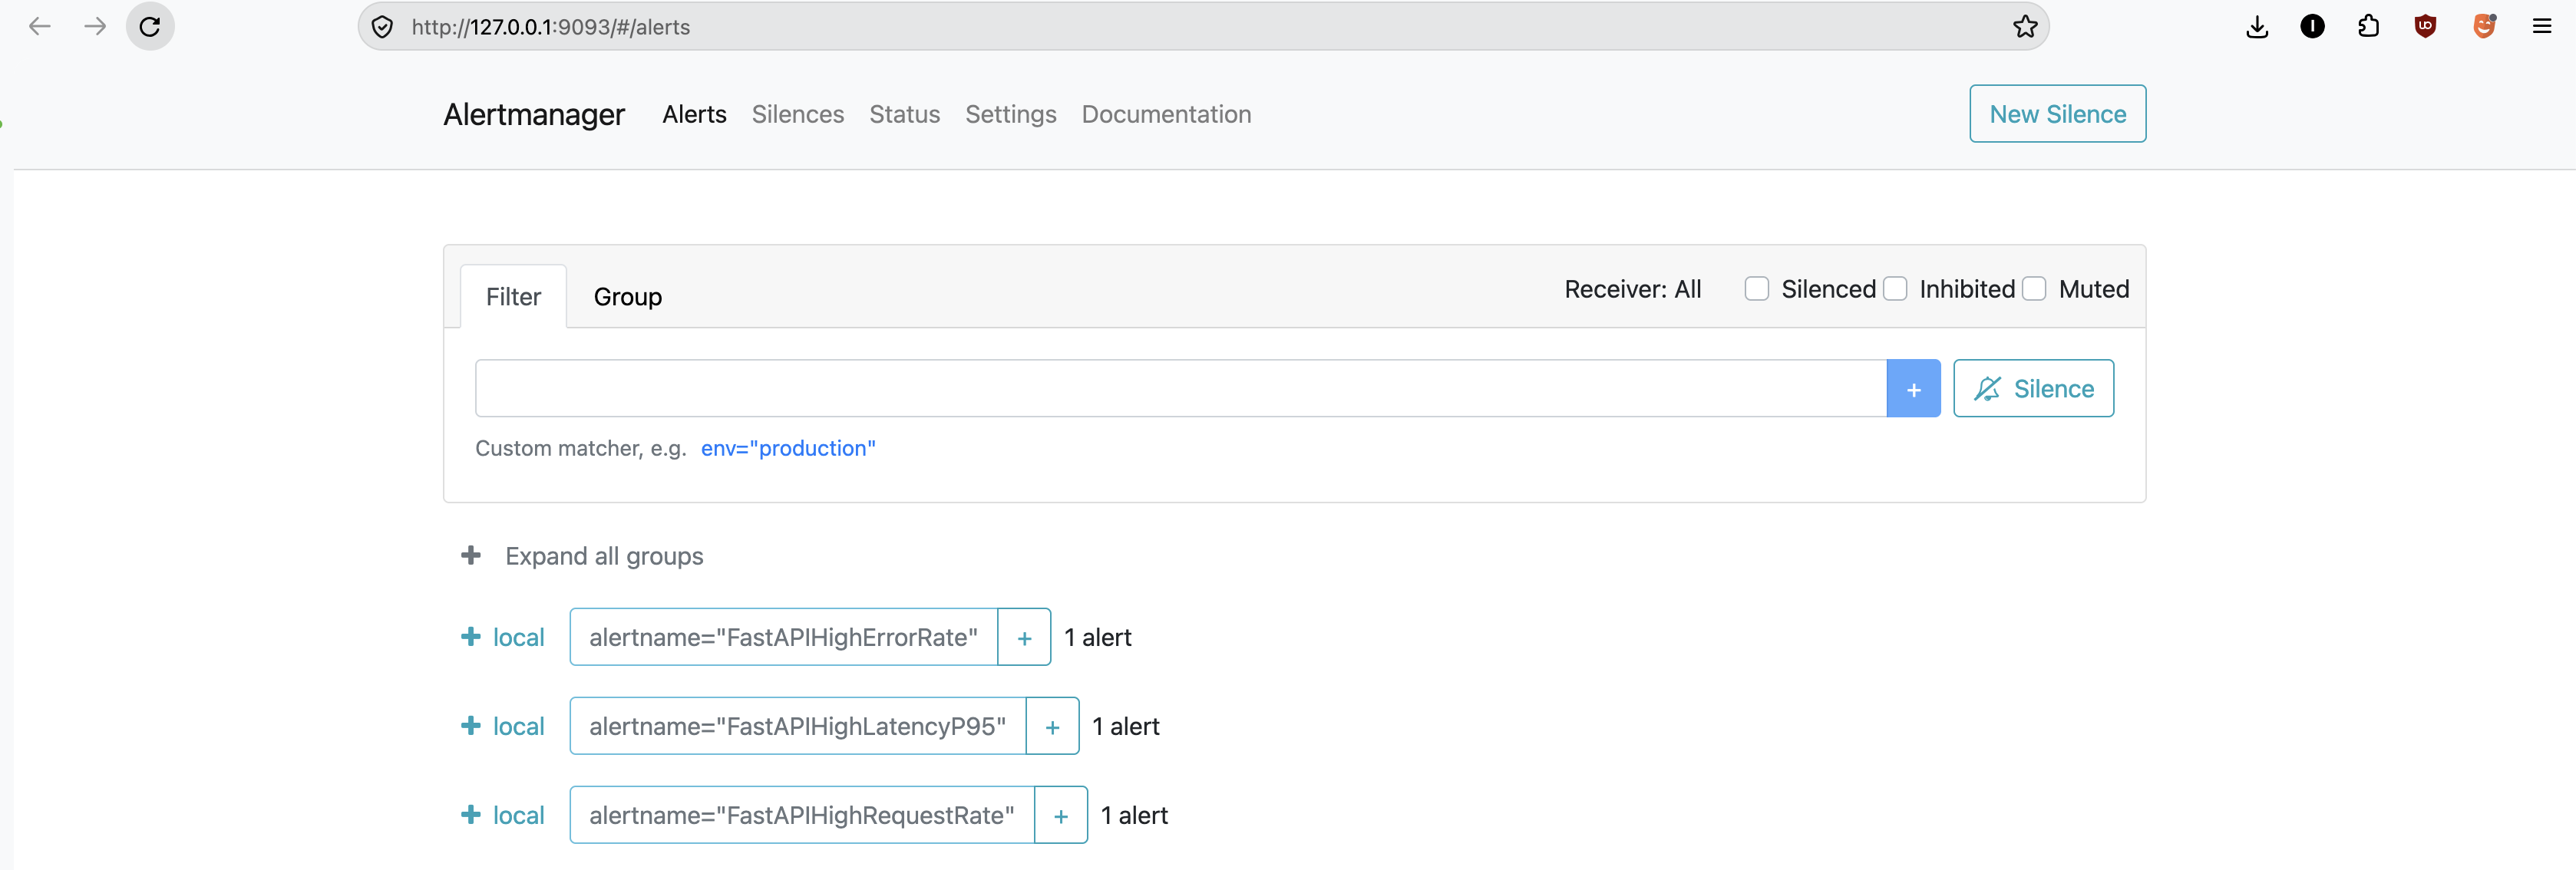 http://127.0.0.1:9093/#/alerts
Alertmanager Alerts Silences Status Settings Documentation New Silence
Filter Group Receiver: All Silenced Inhibited Muted
+ Silence
Custom matcher, e.g. env="production"
+ Expand all groups
+ local alertname="FastAPIHighErrorRate" + 1 alert
+ local alertname="FastAPIHighLatencyP95" + 1 alert
+ local alertname="FastAPIHighRequestRate" + 1 alert